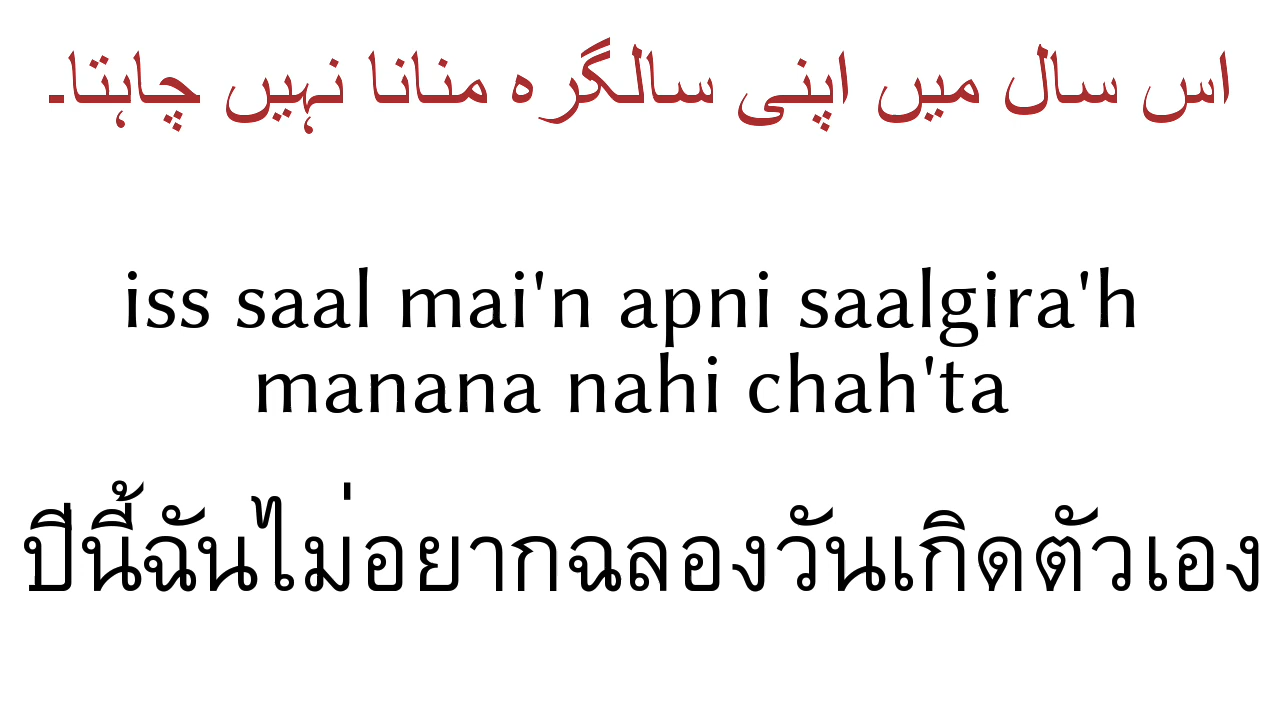 اس سال میں اپنی سالگرہ منانا نہیں چاہتا۔
iss saal mai'n apni saalgira'h
manana nahi chah'ta
ปีนี้ฉันไม่อยากฉลองวันเกิดตัวเอง